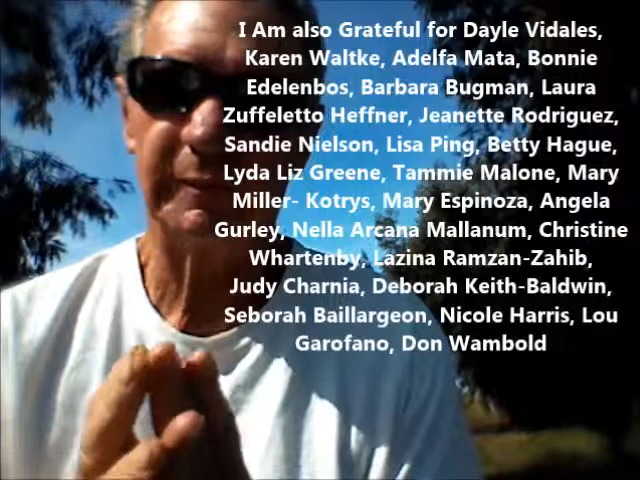 I Am also Grateful for Dayle Vidales,
Karen Waltke, Adelfa Mata, Bonnie
Edelenbos, Barbara Bugman, Laura
Zuffeletto Heffner, Jeanette Rodriguez,
Sandie Nielson, Lisa Ping, Betty Hague,
Lyda Liz Greene, Tammie Malone, Mary
Miller- Kotrys, Mary Espinoza, Angela
Gurley, Nella Arcana Mallanum, Christine
Whartenby, Lazina Ramzan-Zahib,
Judy Charnia, Deborah Keith-Baldwin,
Seborah Baillargeon, Nicole Harris, Lou
Garofano, Don Wambold